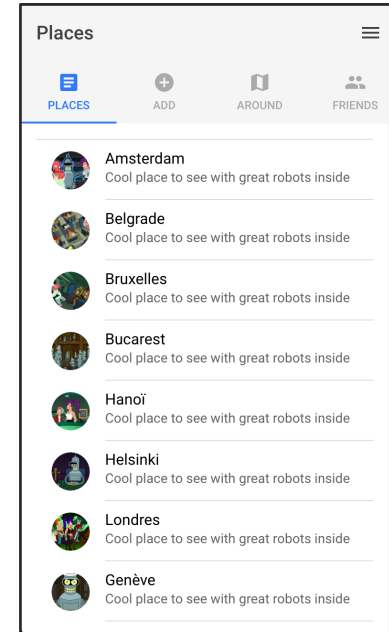 Places
PLACES
ADD
AROUND
FRIENDS
Amsterdam
Cool place to see with great robots inside
Belgrade
Cool place to see with great robots inside
Bruxelles
Cool place to see with great robots inside
Bucarest
Cool place to see with great robots inside
Hanoï
Cool place to see with great robots inside
Helsinki
Cool place to see with great robots inside
Londres
Cool place to see with great robots inside
Genève
Cool place to see with great robots inside